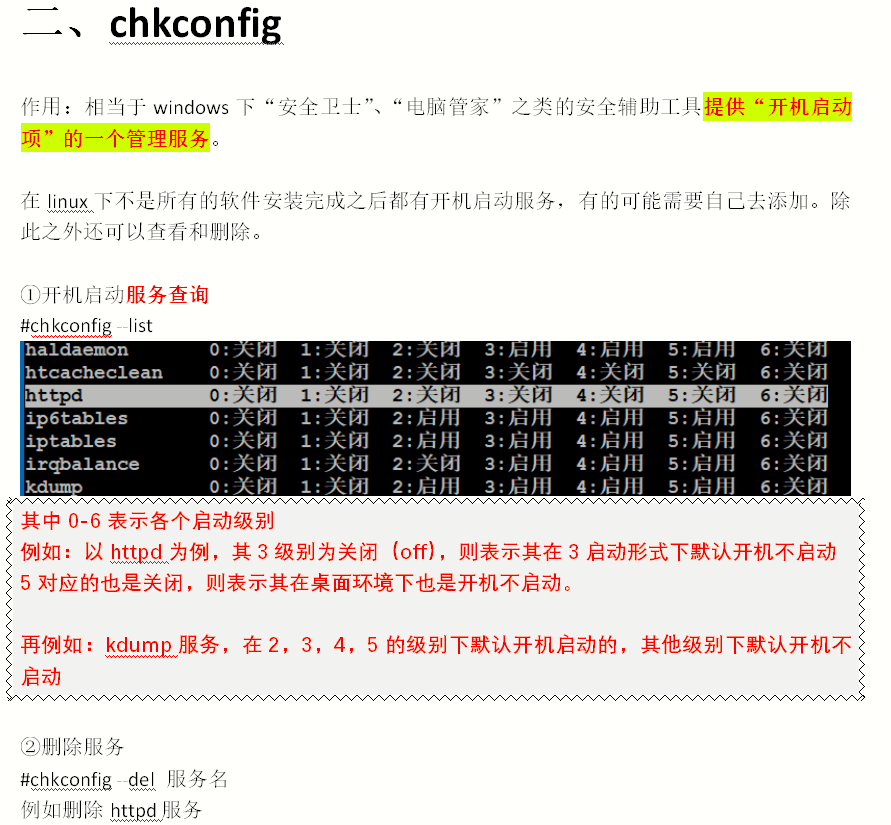 二、chkconfig
作用：相当于 windows 下“安全卫士”、“电脑管家”之类的安全辅助工具提供“开机启动
项”的一个管理服务。
在 linux 下不是所有的软件安装完成之后都有开机启动服务，有的可能需要自己去添加。除
此之外还可以查看和删除。
①开机启动服务查询
#chkconfig --list
haldaemon 0:关闭 1:关闭 2:关闭 3:启用 4:启用 5:启用 6:关闭
htcacheclean 0:关闭 1:关闭 2:关闭 3:关闭 4:关闭 5:关闭 6:关闭
httpd 0:关闭 1:关闭 2:关闭 3:关闭 4:关闭 5:关闭 6:关闭
ip6tables 0:关闭 1:关闭 2:启用 3:启用 4:启用 5:启用 6:关闭
iptables 0:关闭 1:关闭 2:启用 3:启用 4:启用 5:启用 6:关闭
irqbalance 0:关闭 1:关闭 2:关闭 3:启用 4:启用 5:启用 6:关闭
kdump 0:关闭 1:关闭 2:启用 3:启用 4:启用 5:启用 6:关闭
其中 0-6 表示各个启动级别
例如：以 httpd 为例，其 3 级别为关闭（off），则表示其在 3 启动形式下默认开机不启动
5 对应的也是关闭，则表示其在桌面环境下也是开机不启动。
再例如：kdump 服务，在 2，3，4，5 的级别下默认开机启动的，其他级别下默认开机不
启动
②删除服务
#chkconfig --del 服务名
例如删除 httpd 服务